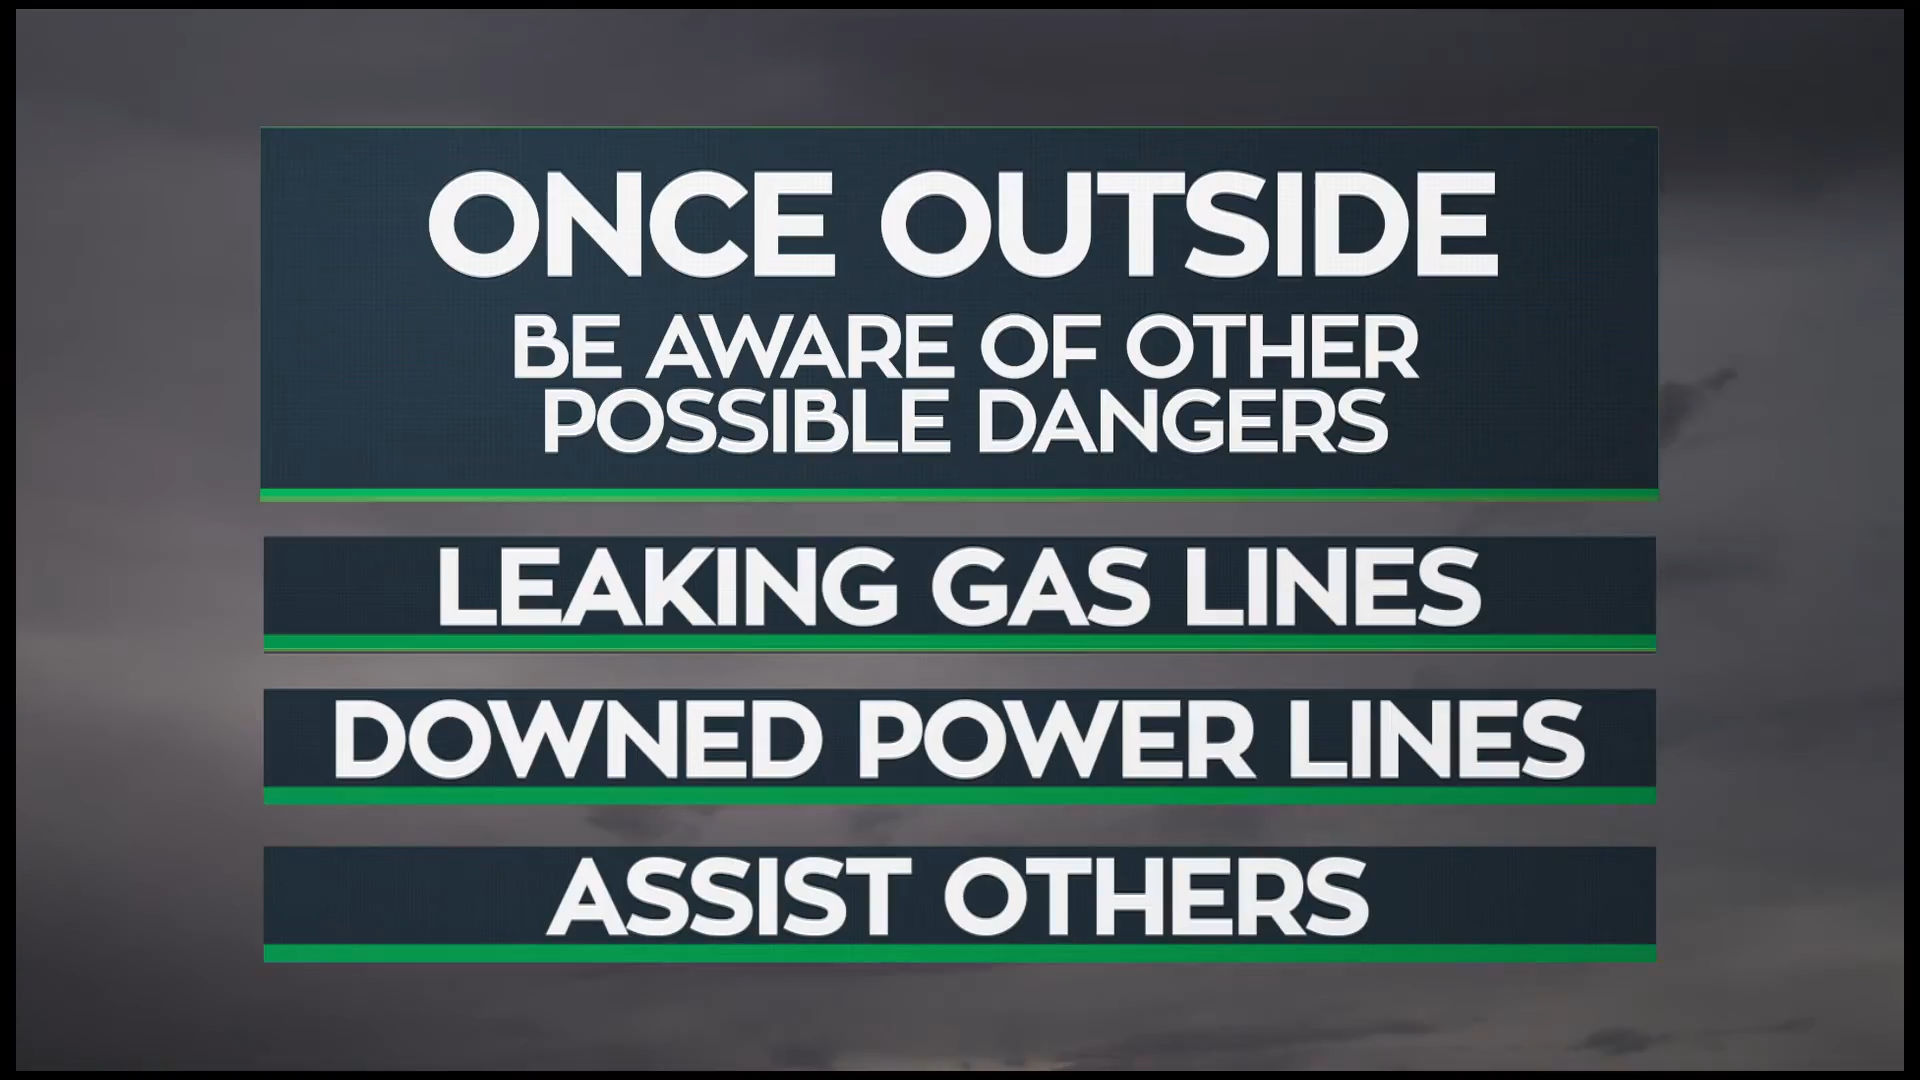 ONCE OUTSIDE
BE AWARE OF OTHER
POSSIBLE DANGERS
LEAKING GAS LINES
DOWNED POWER LINES
ASSIST OTHERS